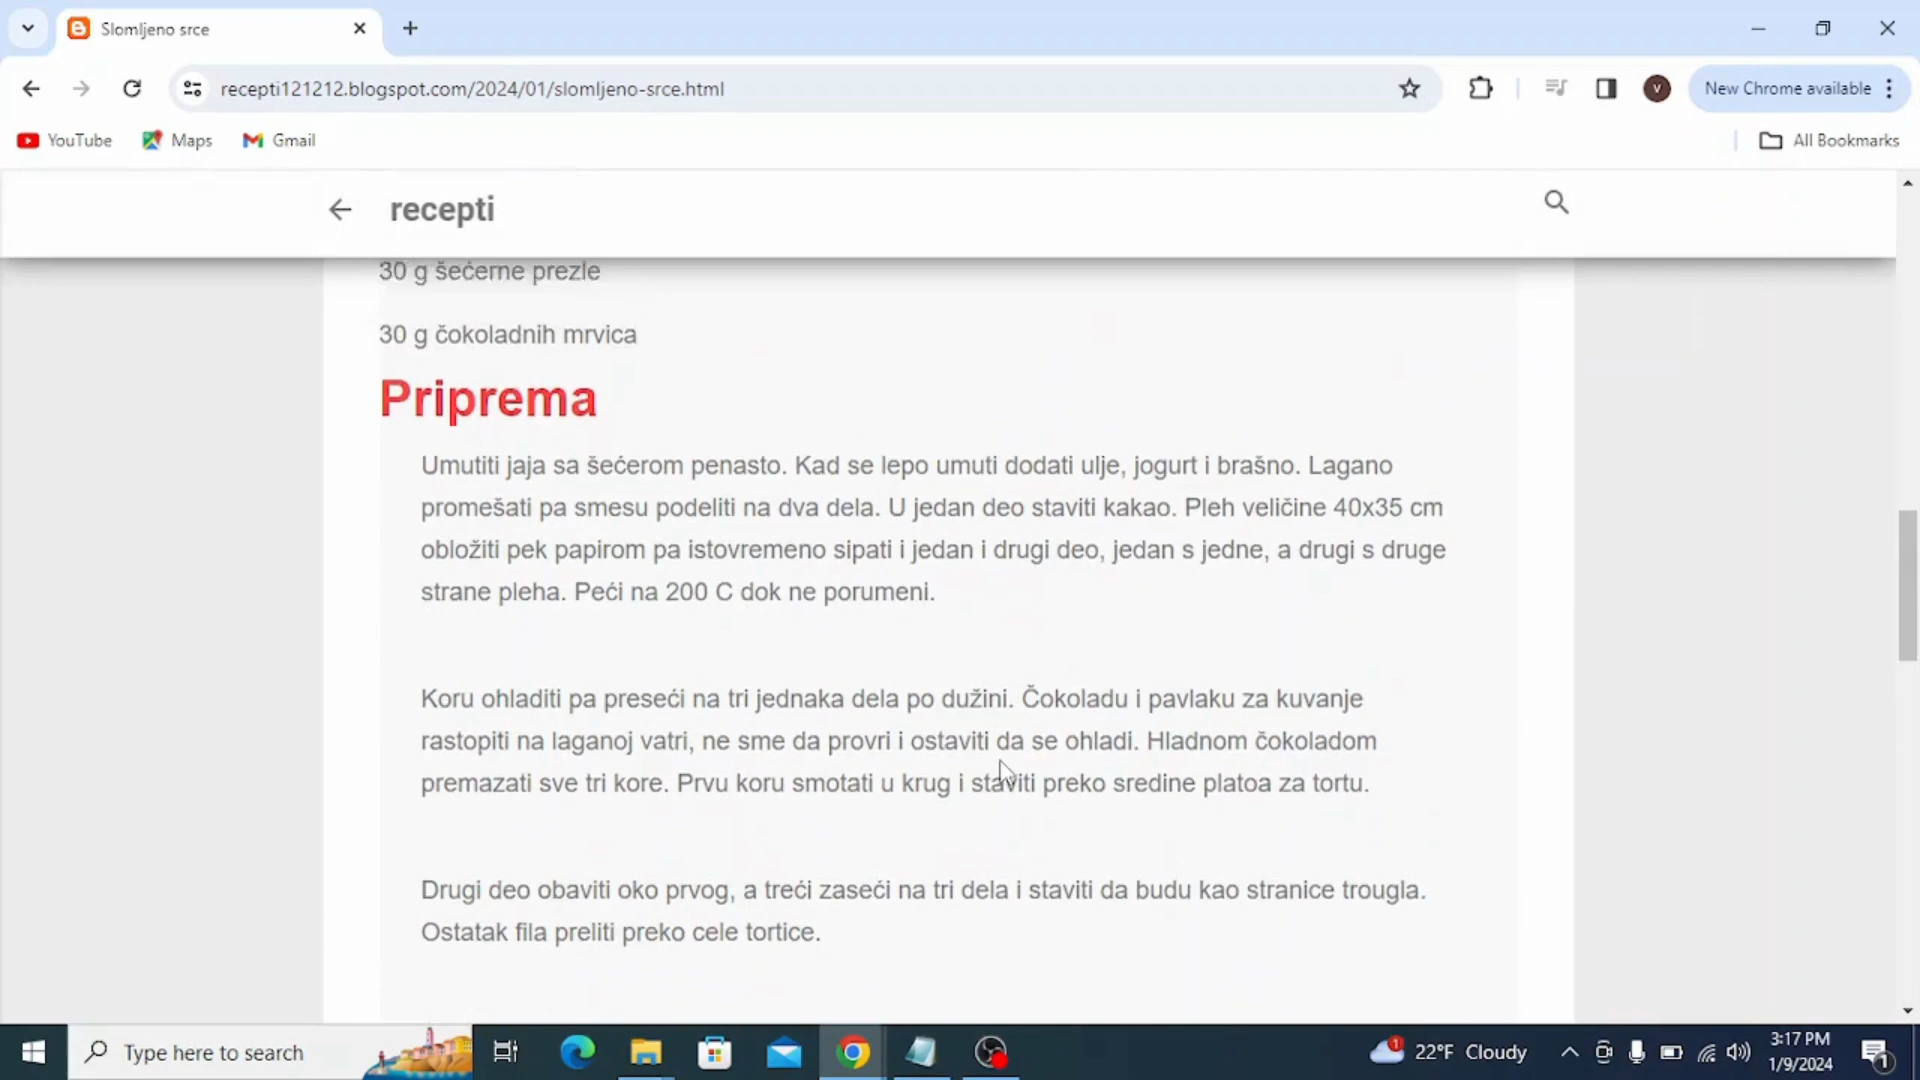 Slomljeno srce
recepti121212.blogspot.com/2024/01/slomljeno-srce.html
V
New Chrome available
YouTube
Maps
Gmail
All Bookmarks
recepti
30 g šećerne prezle
30 g čokoladnih mrvica
Priprema
Umutiti jaja sa šećerom penasto. Kad se lepo umuti dodati ulje, jogurt i brašno. Lagano
promešati pa smesu podeliti na dva dela. U jedan deo staviti kakao. Pleh veličine 40x35 cm
obložiti pek papirom pa istovremeno sipati i jedan i drugi deo, jedan s jedne, a drugi s druge
strane pleha. Peći na 200 C dok ne porumeni.
Koru ohladiti pa preseći na tri jednaka dela po dužini. Čokoladu i pavlaku za kuvanje
rastopiti na laganoj vatri, ne sme da provri i ostaviti da se ohladi. Hladnom čokoladom
premazati sve tri kore. Prvu koru smotati u krug i staviti preko sredine platoa za tortu.
Drugi deo obaviti oko prvog, a treći zaseći na tri dela i staviti da budu kao stranice trougla.
Ostatak fila preliti preko cele tortice.
Type here to search
1
22°F Cloudy
3:17 PM
1/9/2024
1